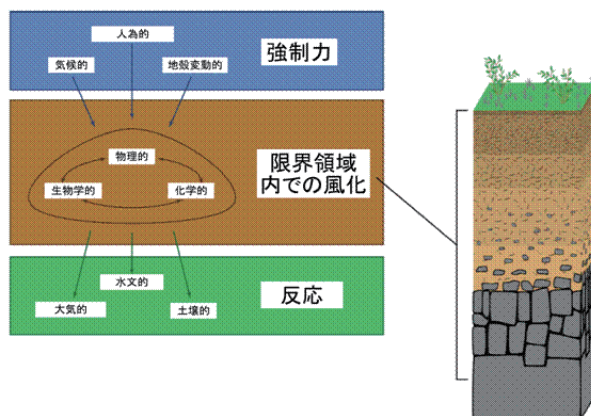 人為的
強制力
気候的
地殻変動的
物理的
限界領域
内での風化
生物学的
化学的
水文的
反応
大気的
土壌的